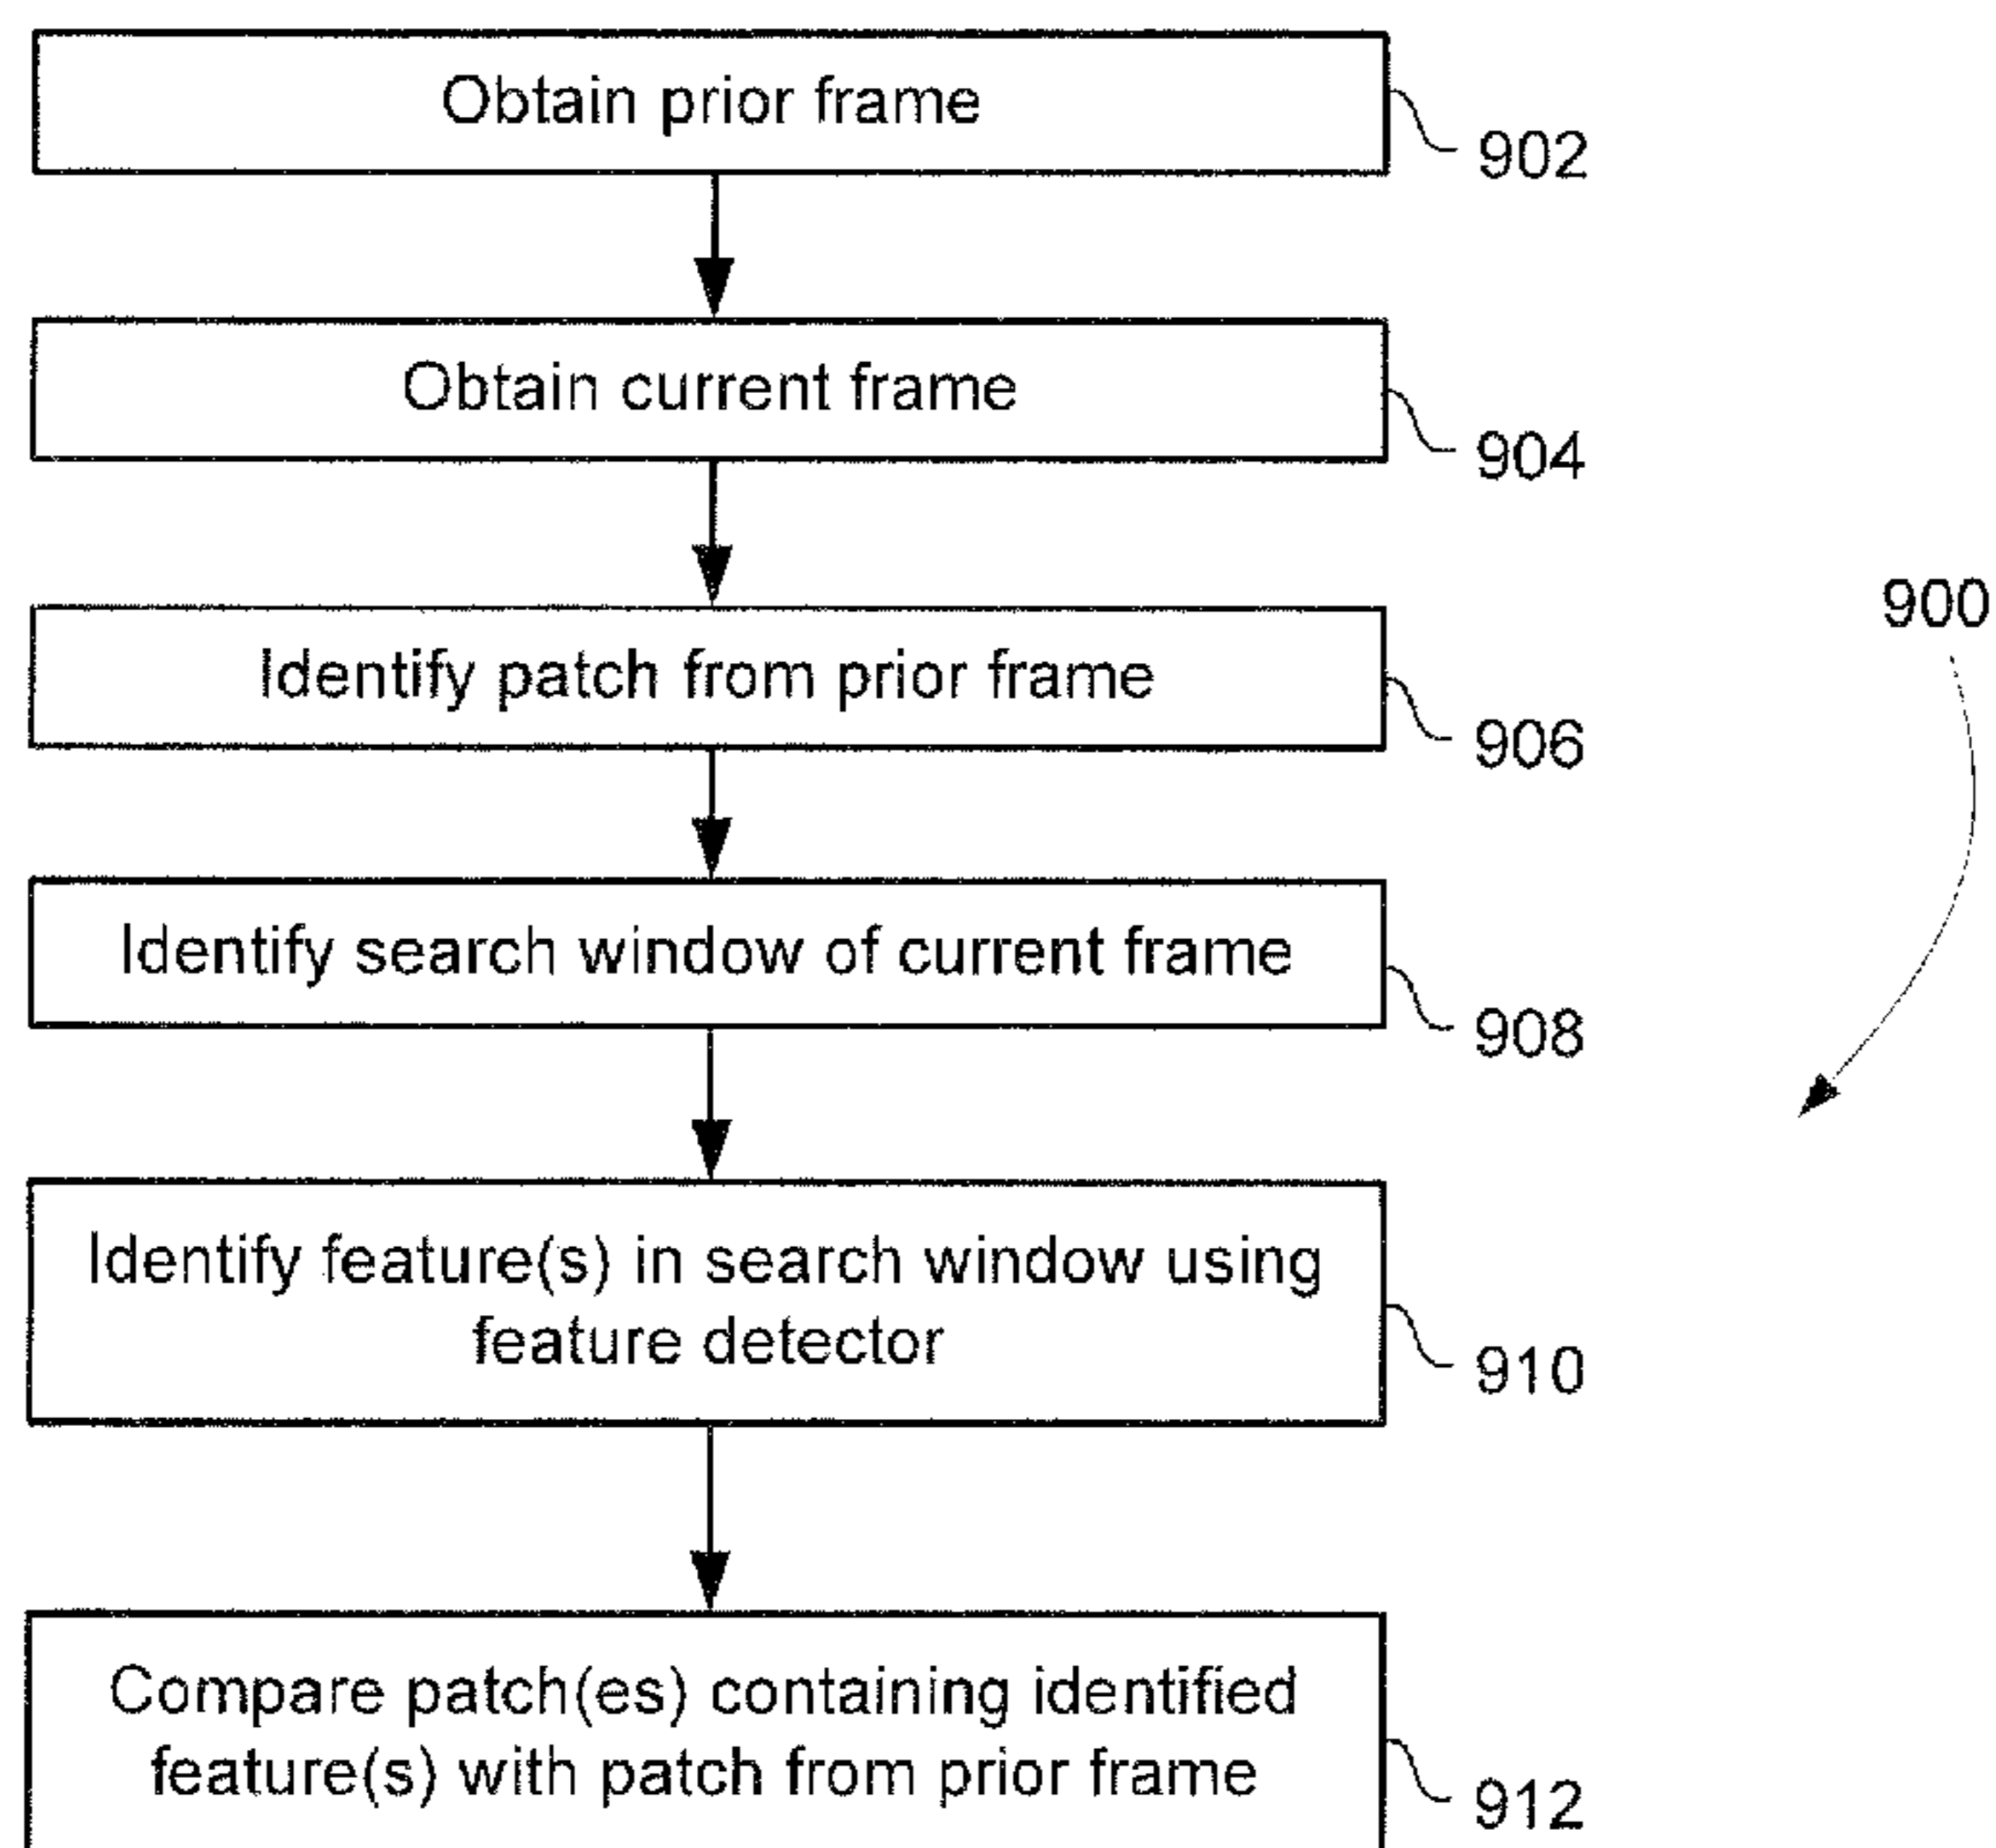 Obtain prior frame
902
Obtain current frame
904
900
Identify patch from prior frame
906
Identify search window of current frame
908
Identify feature(s) in search window using
feature detector
910
Compare patch(es) containing identified
feature(s) with patch from prior frame
912